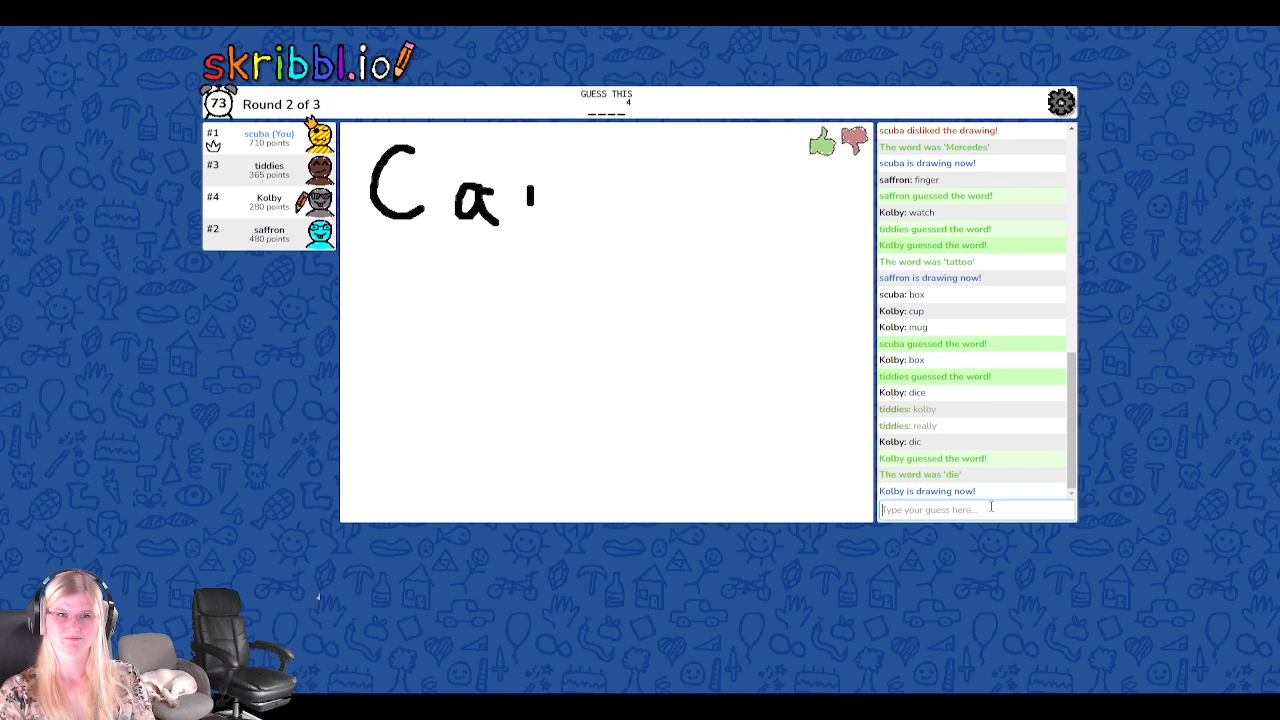 skribbl.io
73 Round 2 of 3
GUESS THIS
4
_ _ _ _
#1 scuba (You)
710 points
#3 tiddies
365 points
#4 Kolby
280 points
#2 saffron
480 points
Ca
scuba disliked the drawing!
The word was 'Mercedes'
scuba is drawing now!
saffron: finger
saffron guessed the word!
Kolby: watch
tiddies guessed the word!
Kolby guessed the word!
The word was 'tattoo'
saffron is drawing now!
scuba: box
Kolby: cup
Kolby: mug
scuba guessed the word!
Kolby: box
tiddies guessed the word!
Kolby: dice
tiddies: kolby
tiddies: really
Kolby: dic
Kolby guessed the word!
The word was 'die'
Kolby is drawing now!
Type your guess here...